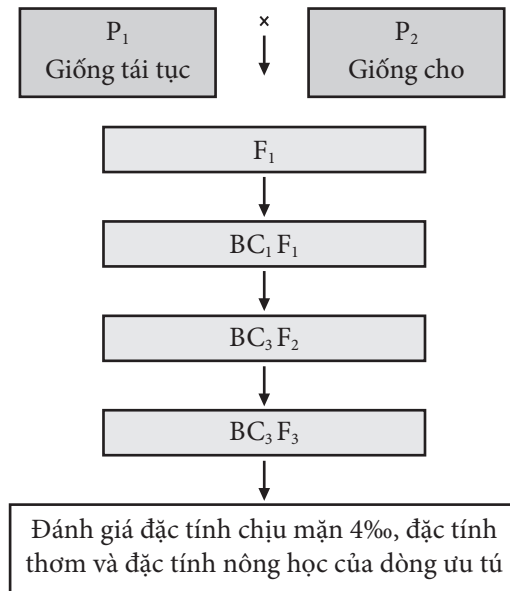 P₁
Giống tái tục
×
P₂
Giống cho
F₁
BC₁ F₁
BC₃ F₂
BC₃ F₃
Đánh giá đặc tính chịu mặn 4‰, đặc tính
thơm và đặc tính nông học của dòng ưu tú